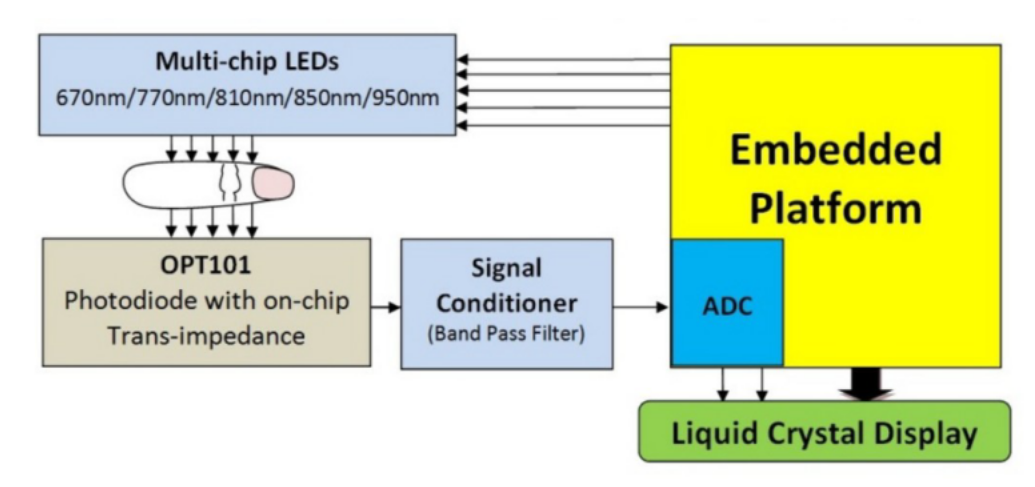 Multi-chip LEDs
670nm/770nm/810nm/850nm/950nm
Embedded
Platform
OPT101
Photodiode with on-chip
Trans-impedance
Signal
Conditioner
(Band Pass Filter)
ADC
Liquid Crystal Display